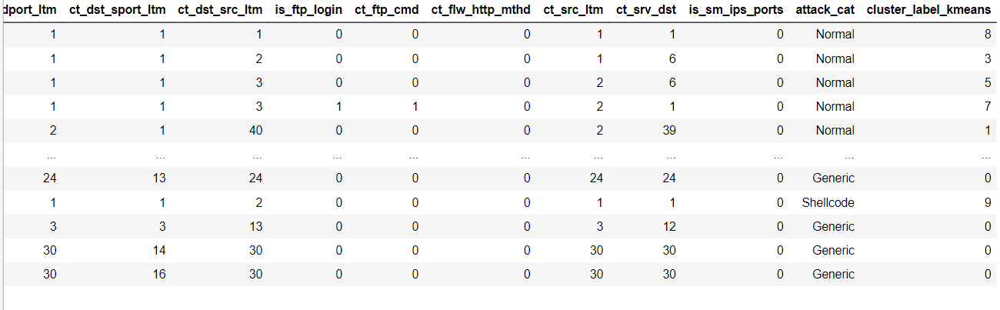 dport_ltm ct_dst_sport_ltm ct_dst_src_ltm is_ftp_login ct_ftp_cmd ct_flw_http_mthd ct_src_ltm ct_srv_dst is_sm_ips_ports attack_cat cluster_label_kmeans
1 1 1 0 0 0 1 1 0 Normal 8
1 1 2 0 0 0 1 6 0 Normal 3
1 1 3 0 0 0 2 6 0 Normal 5
1 1 3 1 1 0 2 1 0 Normal 7
2 1 40 0 0 0 2 39 0 Normal 1
... ... ... ... ... ... ... ... ... ... ...
24 13 24 0 0 0 24 24 0 Generic 0
1 1 2 0 0 0 1 1 0 Shellcode 9
3 3 13 0 0 0 3 12 0 Generic 0
30 14 30 0 0 0 30 30 0 Generic 0
30 16 30 0 0 0 30 30 0 Generic 0